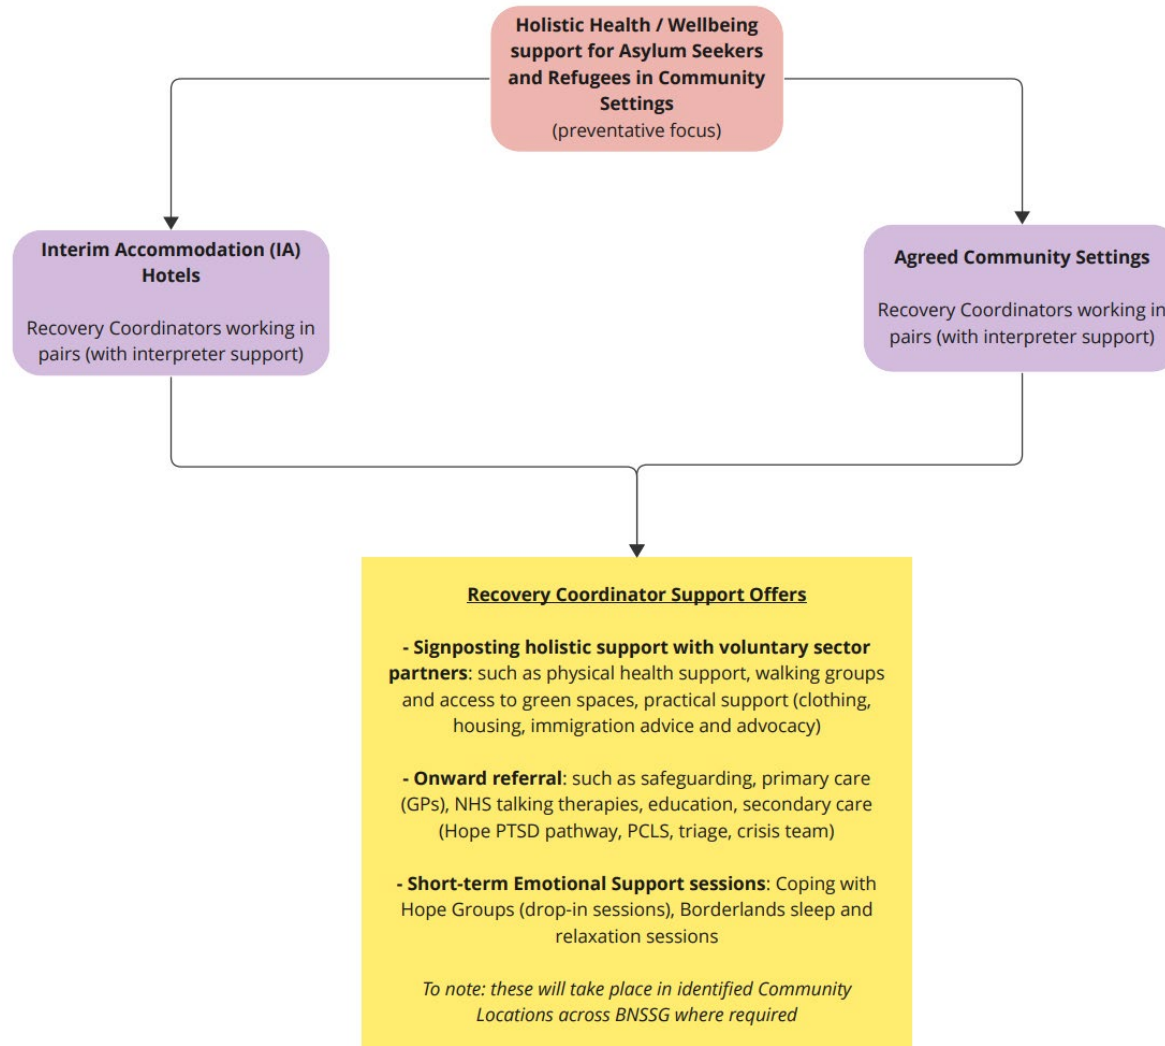 Holistic Health / Wellbeing
support for Asylum Seekers
and Refugees in Community
Settings
(preventative focus)
Interim Accommodation (IA)
Hotels
Recovery Coordinators working in
pairs (with interpreter support)
Agreed Community Settings
Recovery Coordinators working in
pairs (with interpreter support)
Recovery Coordinator Support Offers
- Signposting holistic support with voluntary sector
partners: such as physical health support, walking groups
and access to green spaces, practical support (clothing,
housing, immigration advice and advocacy)
- Onward referral: such as safeguarding, primary care
(GPs), NHS talking therapies, education, secondary care
(Hope PTSD pathway, PCLS, triage, crisis team)
- Short-term Emotional Support sessions: Coping with
Hope Groups (drop-in sessions), Borderlands sleep and
relaxation sessions
To note: these will take place in identified Community
Locations across BNSSG where required